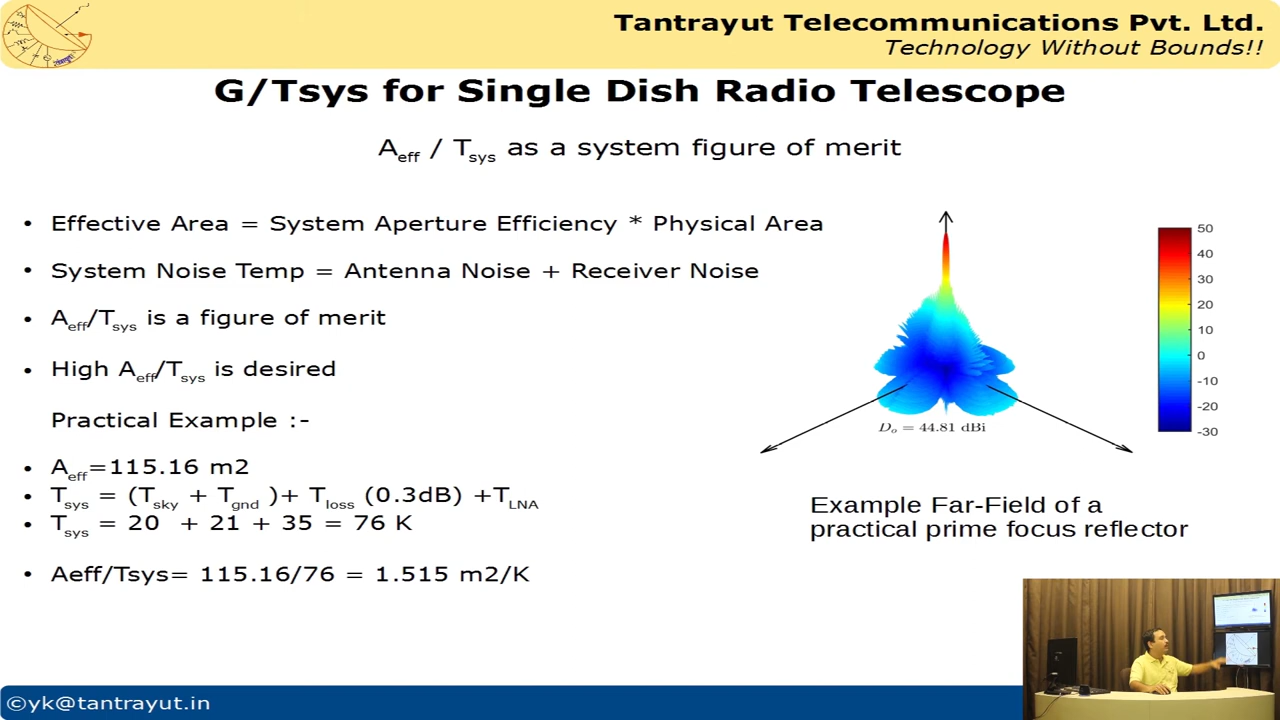 Tantrayut Telecommunications Pvt. Ltd.
Technology Without Bounds!!
G/Tsys for Single Dish Radio Telescope
Aeff / Tsys as a system figure of merit
• Effective Area = System Aperture Efficiency * Physical Area
• System Noise Temp = Antenna Noise + Receiver Noise
• Aeff/Tsys is a figure of merit
• High Aeff/Tsys is desired
Practical Example :-
• Aeff=115.16 m2
• Tsys = (Tsky + Tgnd )+ Tloss (0.3dB) +TLNA
• Tsys = 20 + 21 + 35 = 76 K
• Aeff/Tsys= 115.16/76 = 1.515 m2/K
Do = 44.81 dBi
50
40
30
20
10
0
-10
-20
-30
Example Far-Field of a
practical prime focus reflector
©yk@tantrayut.in